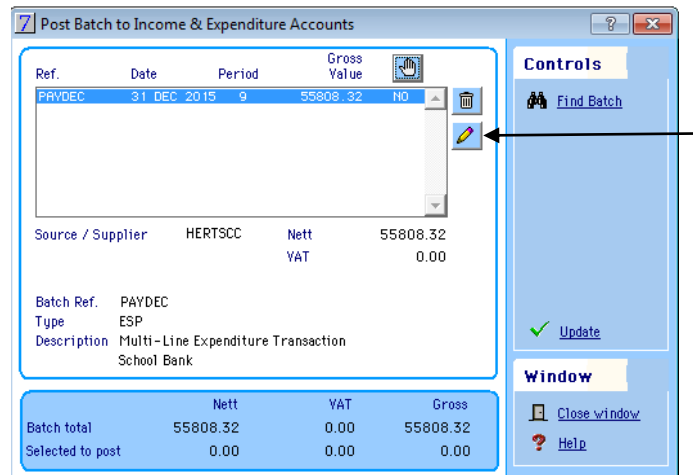 7 Post Batch to Income & Expenditure Accounts ?
Ref. Date Period Gross Value
PAYDEC 31 DEC 2015 9 55808.32 NO
Source / Supplier HERTSCC Nett 55808.32
VAT 0.00
Batch Ref. PAYDEC
Type ESP
Description Multi-Line Expenditure Transaction
School Bank
Nett VAT Gross
Batch total 55808.32 0.00 55808.32
Selected to post 0.00 0.00 0.00
Controls
Find Batch
Update
Window
Close window
? Help